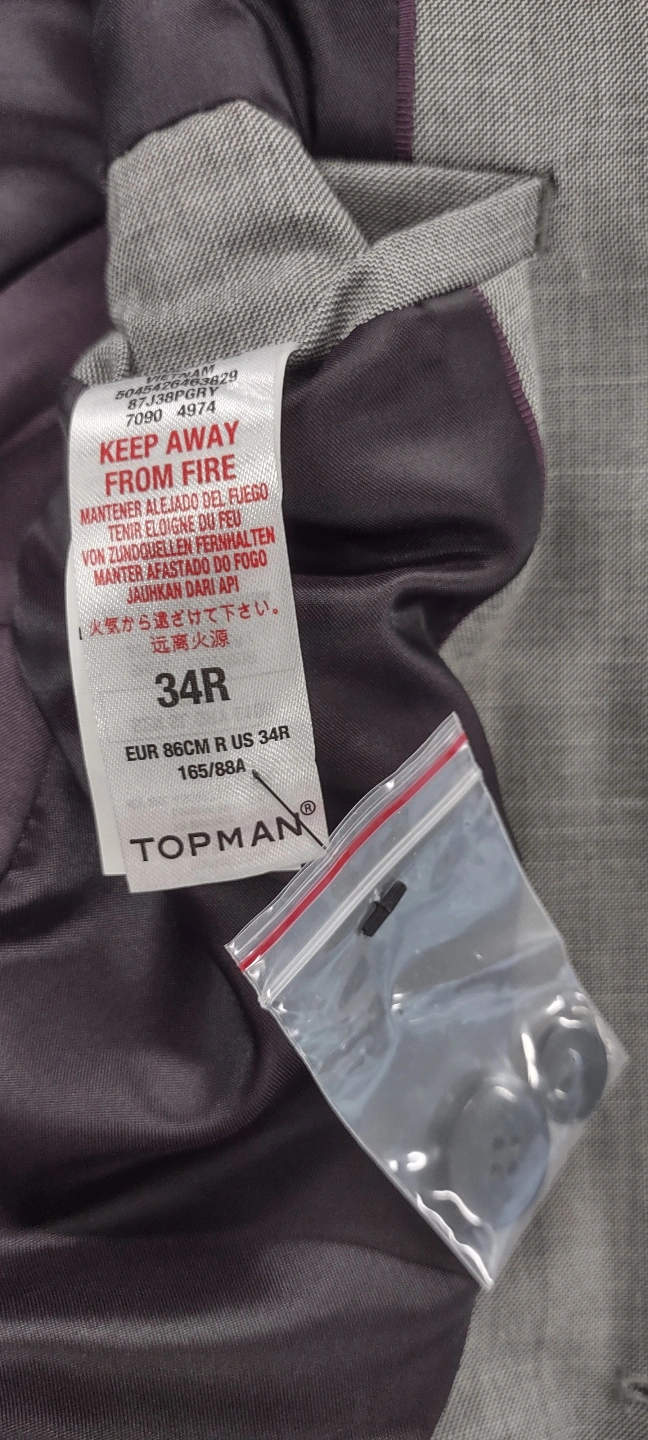 VIETNAM
5045426463829
87J38PGRY
7090 4974
KEEP AWAY
FROM FIRE
MANTENER ALEJADO DEL FUEGO
TENIR ELOIGNE DU FEU
VON ZUNDQUELLEN FERNHALTEN
MANTER AFASTADO DO FOGO
JAUHKAN DARI API
火気から遠ざけて下さい。
远离火源
34R
EUR 86CM R US 34R
165/88A
TOPMAN®